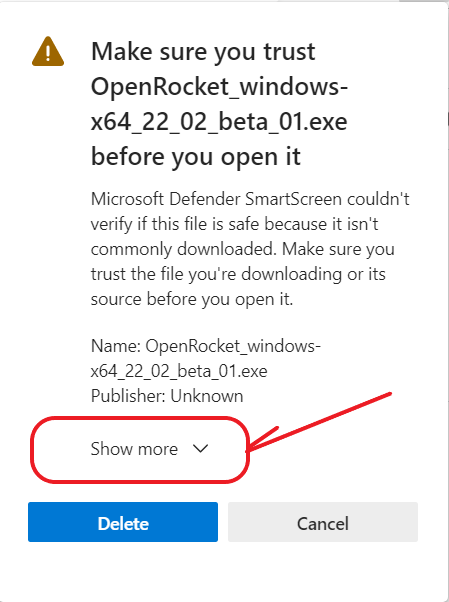 Make sure you trust
OpenRocket_windows-
x64_22_02_beta_01.exe
before you open it
Microsoft Defender SmartScreen couldn't
verify if this file is safe because it isn't
commonly downloaded. Make sure you
trust the file you're downloading or its
source before you open it.
Name: OpenRocket_windows-
x64_22_02_beta_01.exe
Publisher: Unknown
Show more
Delete
Cancel